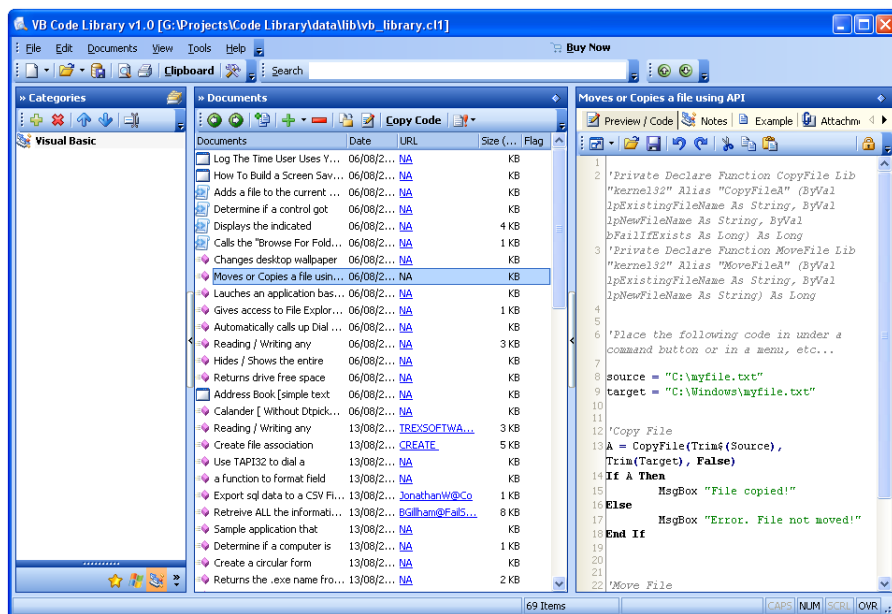 VB Code Library v1.0 [G:\Projects\Code Library\data\lib\vb_library.cl1]
File Edit Documents View Tools Help Buy Now
Clipboard Search
» Categories
Visual Basic
» Documents
Copy Code
Documents Date URL Size (... Flag
Log The Time User Uses Y... 06/08/2... NA KB
How To Build a Screen Sav... 06/08/2... NA KB
Adds a file to the current ... 06/08/2... NA KB
Determine if a control got 06/08/2... NA KB
Displays the indicated 06/08/2... NA 4 KB
Calls the "Browse For Fold... 06/08/2... NA 1 KB
Changes desktop wallpaper 06/08/2... NA KB
Moves or Copies a file usin... 06/08/2... NA KB
Lauches an application bas... 06/08/2... NA KB
Gives access to File Explor... 06/08/2... NA 1 KB
Automatically calls up Dial ... 06/08/2... NA KB
Reading / Writing any 06/08/2... NA 3 KB
Hides / Shows the entire 06/08/2... NA KB
Returns drive free space 06/08/2... NA KB
Address Book [simple text 06/08/2... NA KB
Calander [ Without Dtpick... 06/08/2... NA KB
Reading / Writing any 13/08/2... TREXSOFTWA... 3 KB
Create file association 13/08/2... CREATE 5 KB
Use TAPI32 to dial a 13/08/2... NA KB
a function to format field 13/08/2... NA KB
Export sql data to a CSV Fi... 13/08/2... JonathanW@Co 1 KB
Retreive ALL the informati... 13/08/2... BGillham@FailS... 8 KB
Sample application that 13/08/2... NA KB
Determine if a computer is 13/08/2... NA 1 KB
Create a circular form 13/08/2... NA KB
Returns the .exe name fro... 13/08/2... NA 2 KB
Moves or Copies a file using API
Preview / Code Notes Example Attachm
1
2 'Private Declare Function CopyFile Lib
"kernel32" Alias "CopyFileA" (ByVal
lpExistingFileName As String, ByVal
lpNewFileName As String, ByVal
bFailIfExists As Long) As Long
3 'Private Declare Function MoveFile Lib
"kernel32" Alias "MoveFileA" (ByVal
lpExistingFileName As String, ByVal
lpNewFileName As String) As Long
4
5
6 'Place the following code in under a
command button or in a menu, etc...
7
8 source = "C:\myfile.txt"
9 target = "C:\Windows\myfile.txt"
10
11
12 'Copy File
13 A = CopyFile(Trim$(Source),
Trim(Target), False)
14 If A Then
15 MsgBox "File copied!"
16 Else
17 MsgBox "Error. File not moved!"
18 End If
19
20
21
22 'Move File
69 Items CAPS NUM SCRL OVR